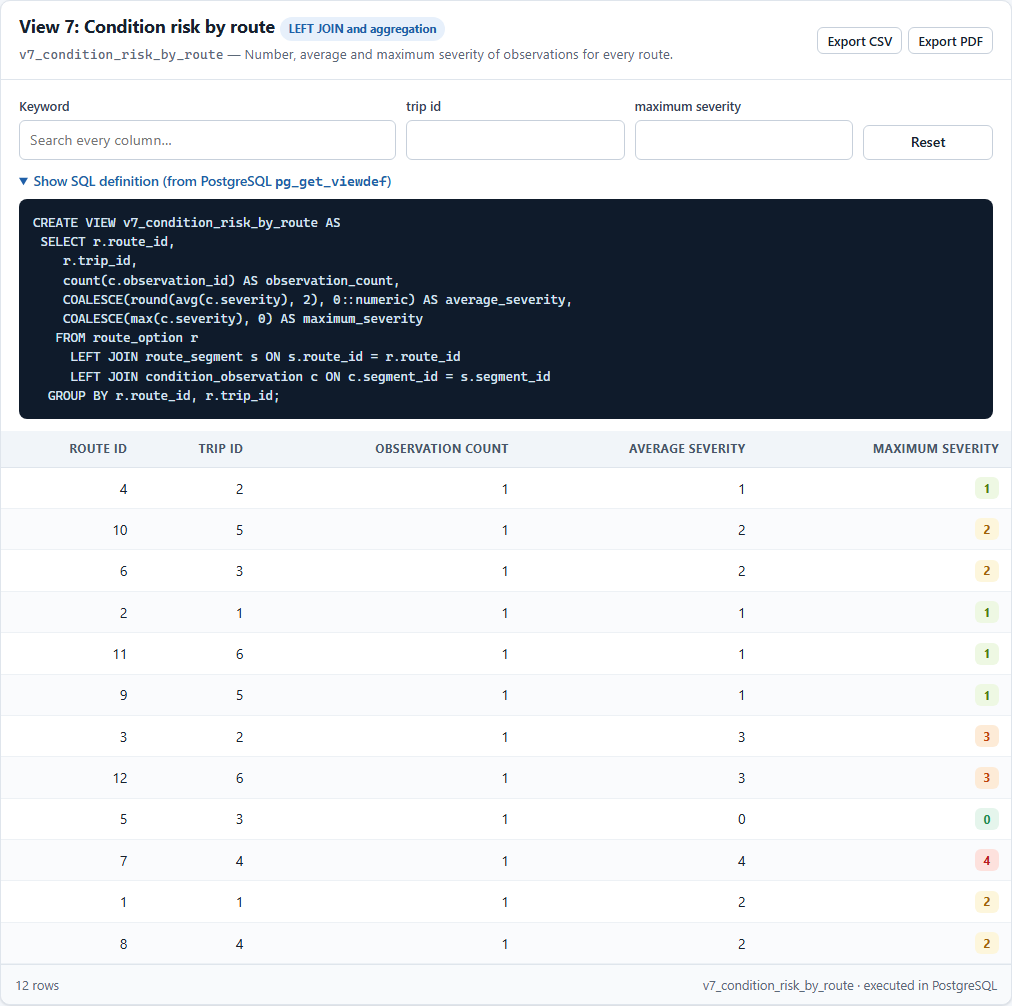 View 7: Condition risk by route LEFT JOIN and aggregation
v7_condition_risk_by_route — Number, average and maximum severity of observations for every route.
Export CSV Export PDF
Keyword trip id maximum severity
Search every column...
Reset
▼ Show SQL definition (from PostgreSQL pg_get_viewdef)
CREATE VIEW v7_condition_risk_by_route AS
SELECT r.route_id,
r.trip_id,
count(c.observation_id) AS observation_count,
COALESCE(round(avg(c.severity), 2), 0::numeric) AS average_severity,
COALESCE(max(c.severity), 0) AS maximum_severity
FROM route_option r
LEFT JOIN route_segment s ON s.route_id = r.route_id
LEFT JOIN condition_observation c ON c.segment_id = s.segment_id
GROUP BY r.route_id, r.trip_id;
ROUTE ID TRIP ID OBSERVATION COUNT AVERAGE SEVERITY MAXIMUM SEVERITY
4 2 1 1 1
10 5 1 2 2
6 3 1 2 2
2 1 1 1 1
11 6 1 1 1
9 5 1 1 1
3 2 1 3 3
12 6 1 3 3
5 3 1 0 0
7 4 1 4 4
1 1 1 2 2
8 4 1 2 2
12 rows v7_condition_risk_by_route · executed in PostgreSQL